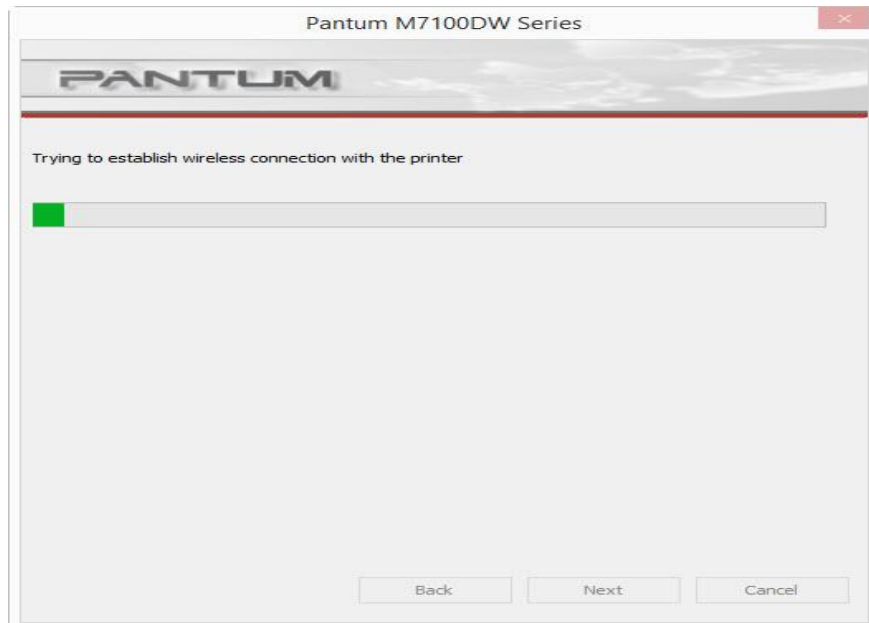 Pantum M7100DW Series
PANTUM
Trying to establish wireless connection with the printer
Back Next Cancel